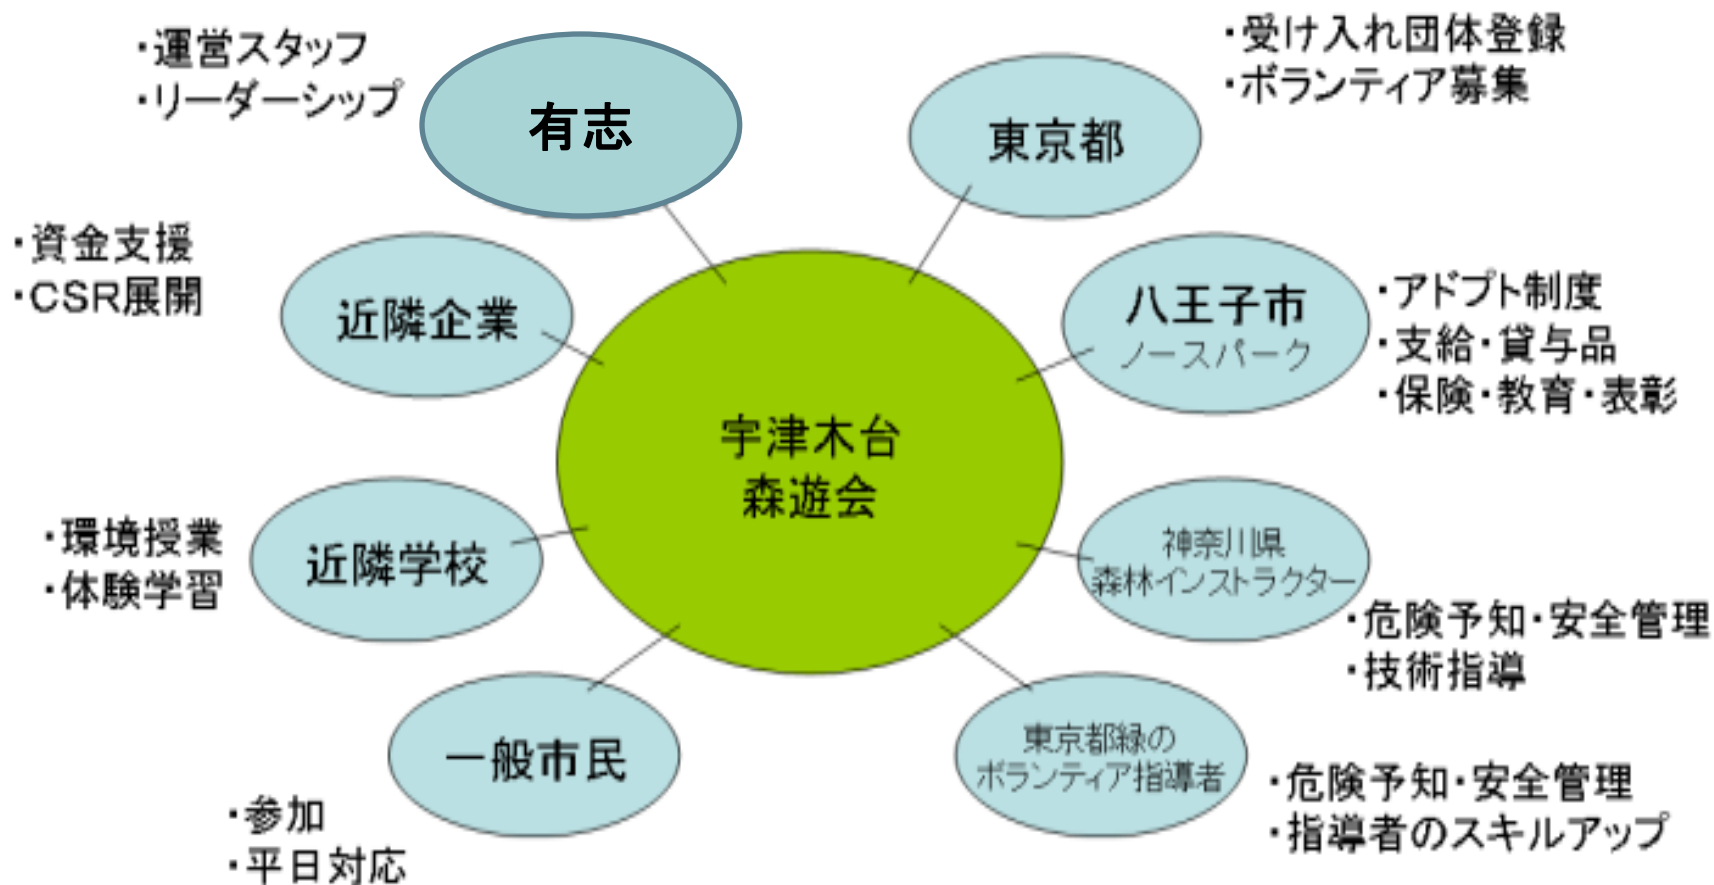 ・運営スタッフ
・リーダーシップ
有志
東京都
・受け入れ団体登録
・ボランティア募集
・資金支援
・CSR展開
近隣企業
八王子市
ノースパーク
・アドプト制度
・支給・貸与品
・保険・教育・表彰
宇津木台
森遊会
・環境授業
・体験学習
近隣学校
神奈川県
森林インストラクター
・危険予知・安全管理
・技術指導
一般市民
・参加
・平日対応
東京都緑の
ボランティア指導者
・危険予知・安全管理
・指導者のスキルアップ